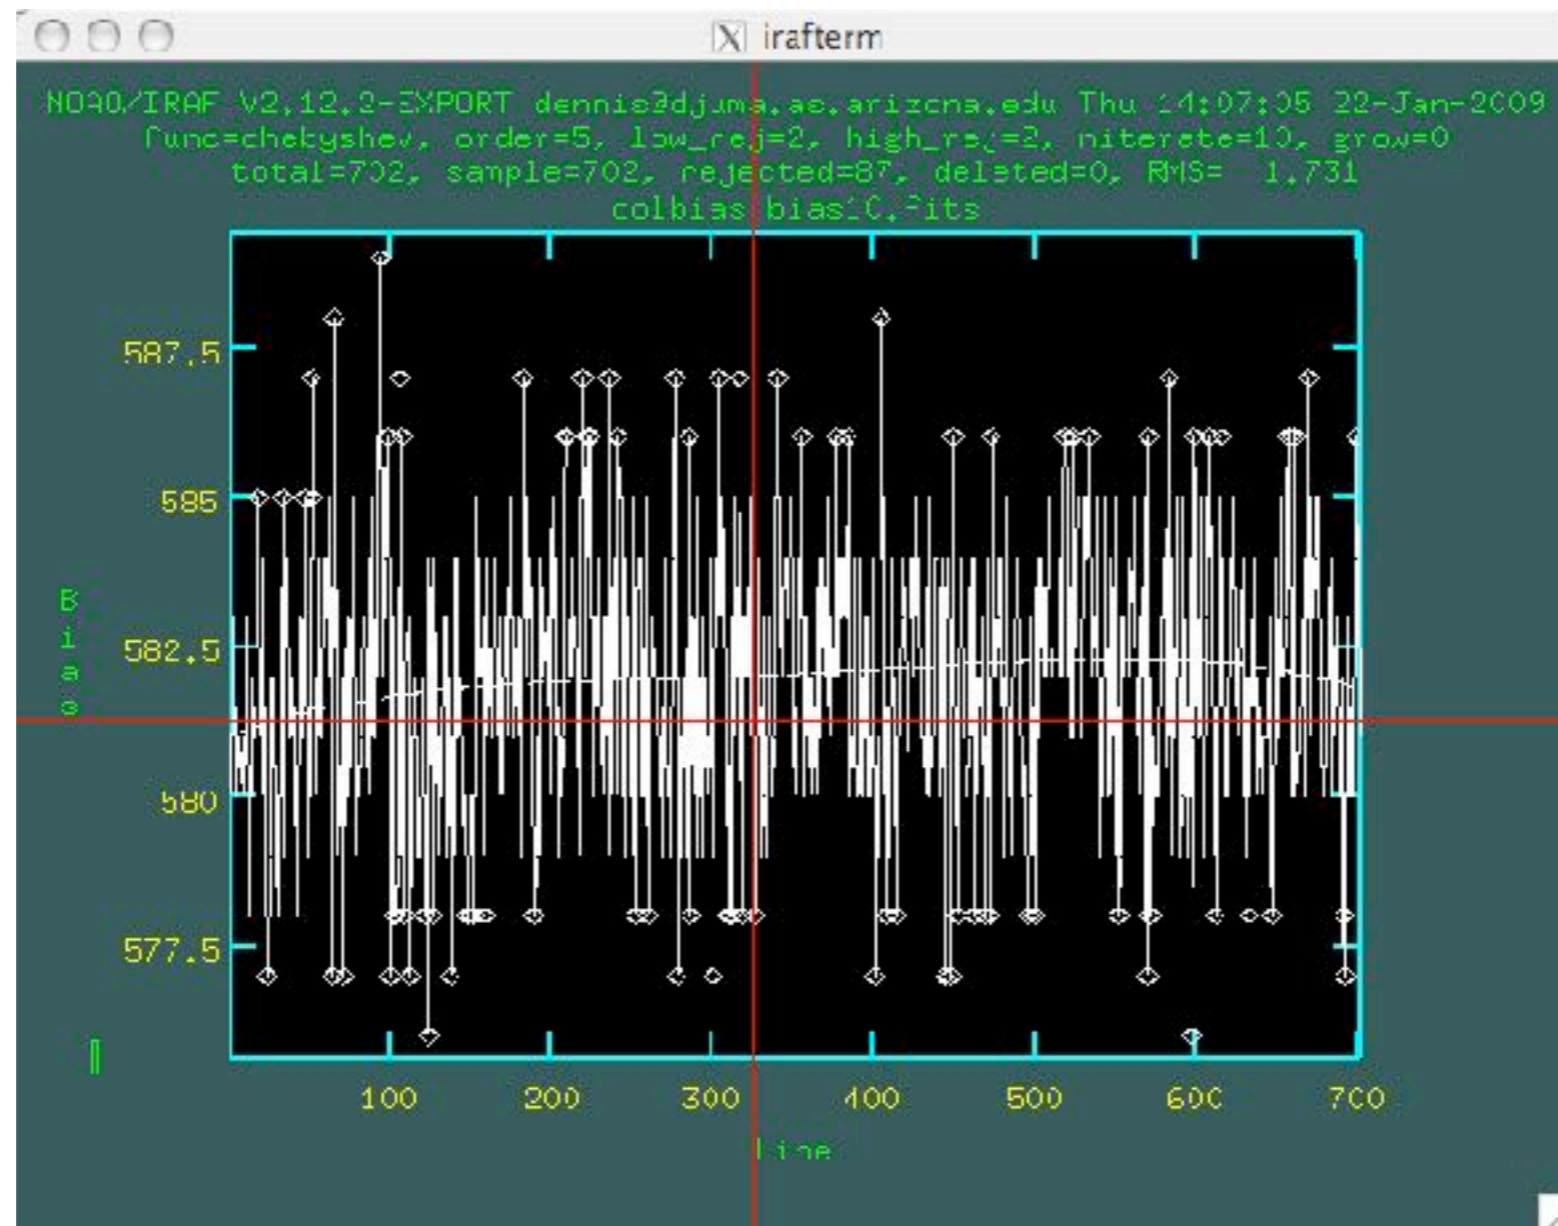 irafterm
NOAO/IRAF V2.12.2-EXPORT dennis@djuma.as.arizona.edu Thu 14:07:05 22-Jan-2009
func=chebyshev, order=5, low_rej=2, high_rej=2, niterate=10, grow=0
total=702, sample=702, rejected=87, deleted=0, RMS= 1.731
colbias bias10.fits
587.5
585
582.5
580
577.5
Bias
100 200 300 400 500 600 700
Line